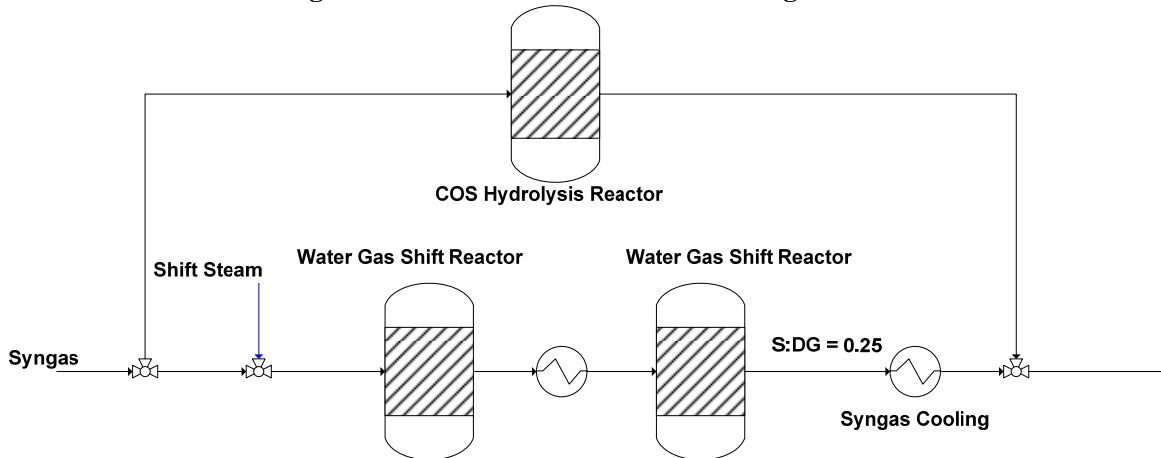 COS Hydrolysis Reactor
Water Gas Shift Reactor
Water Gas Shift Reactor
Shift Steam
S:DG = 0.25
Syngas
Syngas Cooling